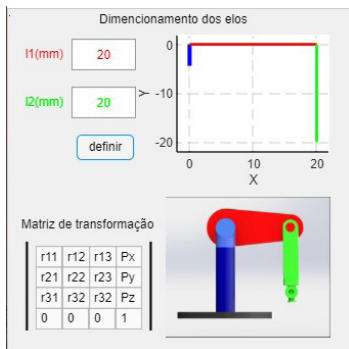 Dimencionamento dos elos
l1(mm)
20
l2(mm)
20
definir
Y
0
-10
-20
0
10
20
X
Matriz de transformação
r11 r12 r13 Px
r21 r22 r23 Py
r31 r32 r32 Pz
0 0 0 1